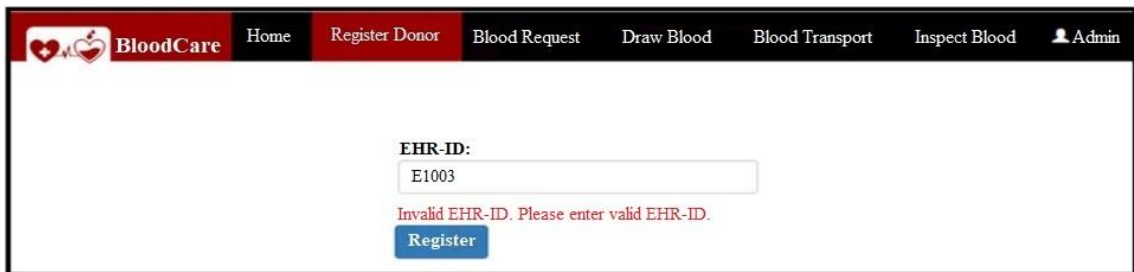 BloodCare Home Register Donor Blood Request Draw Blood Blood Transport Inspect Blood Admin
EHR-ID:
E1003
Invalid EHR-ID. Please enter valid EHR-ID.
Register